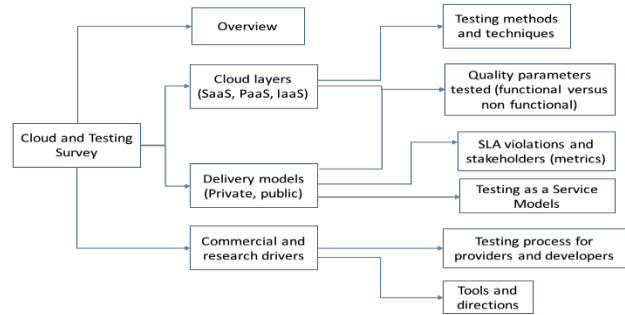 Cloud and Testing
Survey
Overview
Cloud layers
(SaaS, PaaS, IaaS)
Delivery models
(Private, public)
Commercial and
research drivers
Testing methods
and techniques
Quality parameters
tested (functional versus
non functional)
SLA violations and
stakeholders (metrics)
Testing as a Service
Models
Testing process for
providers and developers
Tools and
directions